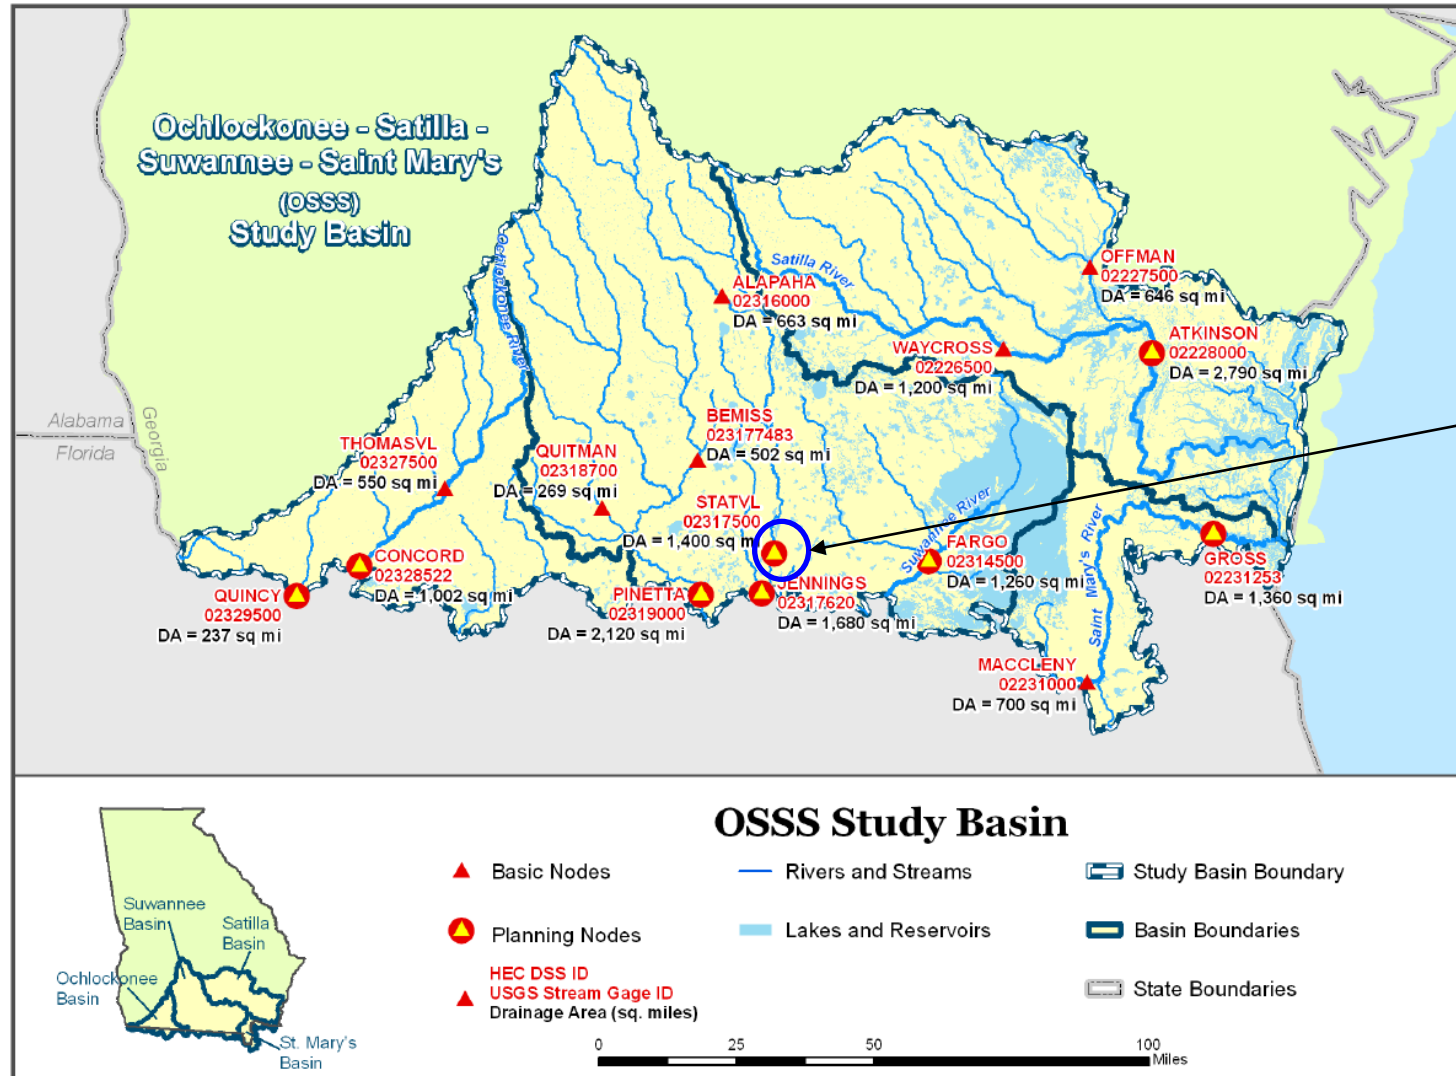 Ochlockonee - Satilla -
Suwannee - Saint Mary's
(OSSS)
Study Basin
Ochlockonee River
Satilla River
ALAPAHA
02316000
DA = 663 sq mi
OFFMAN
02227500
DA = 646 sq mi
ATKINSON
02228000
DA = 2,790 sq mi
WAYCROSS
02226500
DA = 1,200 sq mi
Alabama
Florida
Georgia
THOMASVL
02327500
DA = 550 sq mi
QUITMAN
02318700
DA = 269 sq mi
BEMISS
023177483
DA = 502 sq mi
STATVL
02317500
DA = 1,400 sq mi
Suwannee River
FARGO
02314500
DA = 1,260 sq mi
Saint Mary's River
GROSS
02231253
DA = 1,360 sq mi
CONCORD
02328522
DA = 1,002 sq mi
QUINCY
02329500
DA = 237 sq mi
PINETTA
02319000
DA = 2,120 sq mi
JENNINGS
02317620
DA = 1,680 sq mi
MACCLENY
02231000
DA = 700 sq mi
OSSS Study Basin
Basic Nodes
Rivers and Streams
Study Basin Boundary
Planning Nodes
Lakes and Reservoirs
Basin Boundaries
HEC DSS ID
USGS Stream Gage ID
Drainage Area (sq. miles)
State Boundaries
Suwannee
Basin
Satilla
Basin
Ochlockonee
Basin
St. Mary's
Basin
0 25 50 100
Miles